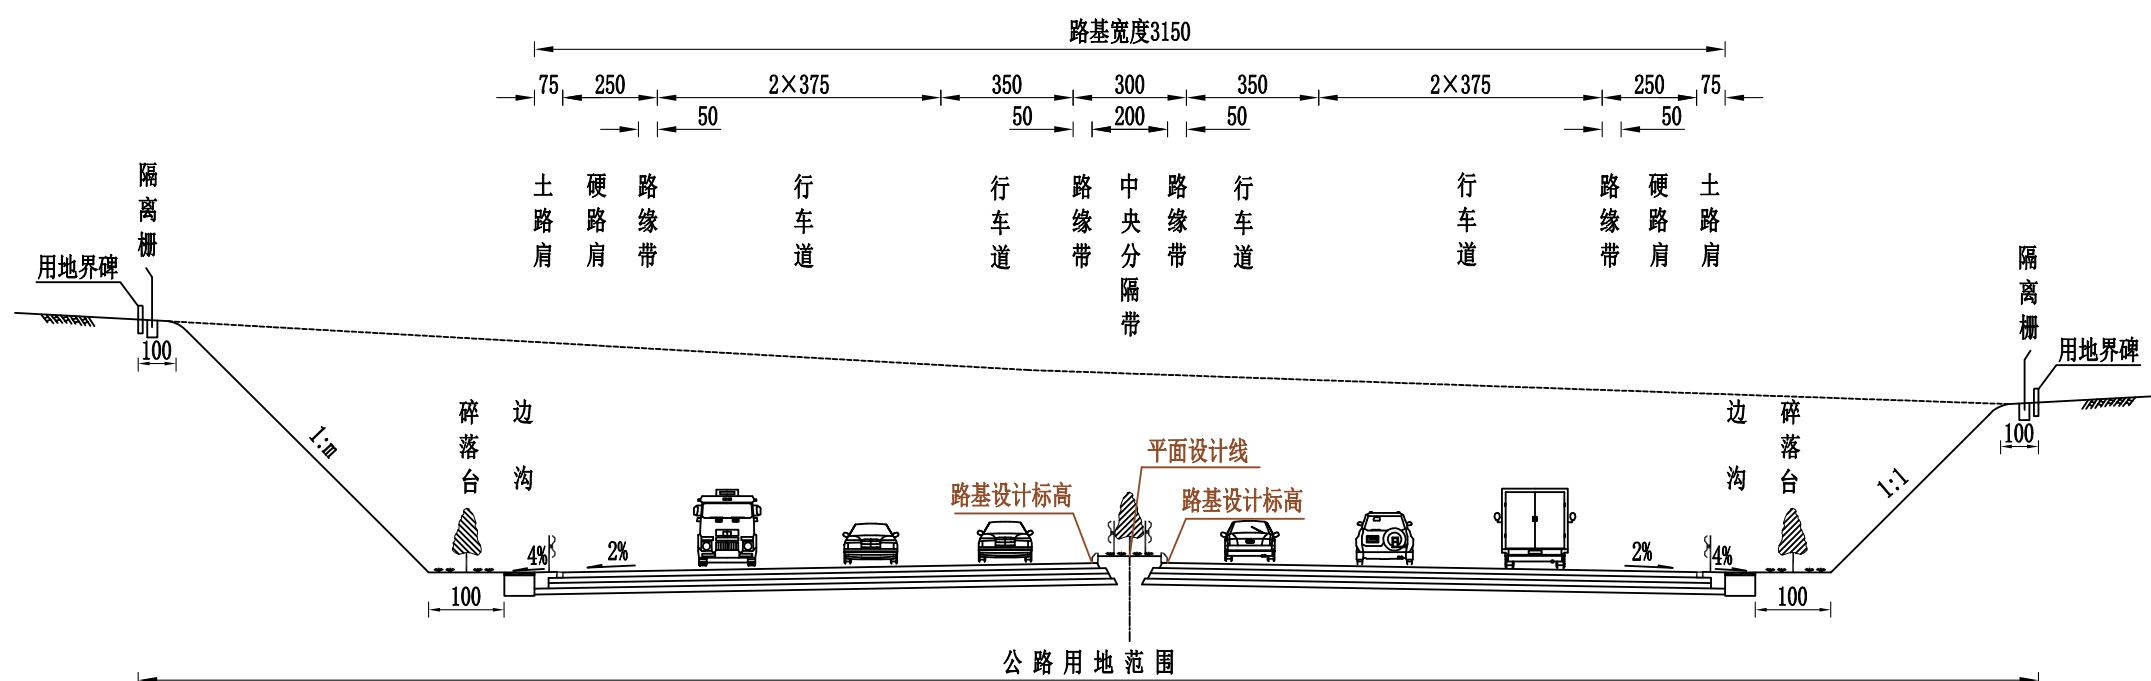 路基宽度3150
75 250 2×375 350 300 350 2×375 250 75
50 50 200 50 50
隔离栅
土路肩
硬路肩
路缘带
行车道
行车道
路缘带
中央分隔带
路缘带
行车道
行车道
路缘带
硬路肩
土路肩
隔离栅
用地界碑
用地界碑
100
100
碎落台
边沟
边沟
碎落台
1:m
1:1
平面设计线
路基设计标高
路基设计标高
4%
2%
2%
4%
100
100
公路用地范围